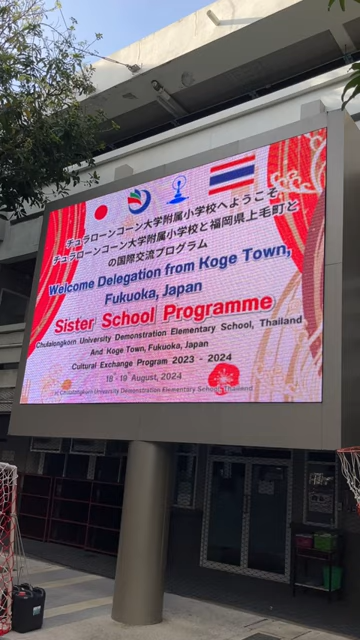 チュラローンコーン大学附属小学校へようこそ
チュラローンコーン大学附属小学校と福岡県上毛町と
の国際交流プログラム
Welcome Delegation from Koge Town,
Fukuoka, Japan
Sister School Programme
Chulalongkorn University Demonstration Elementary School, Thailand
And Koge Town, Fukuoka, Japan
Cultural Exchange Program 2023 - 2024
18 - 19 August, 2024
Chulalongkorn University Demonstration Elementary School, Thailand